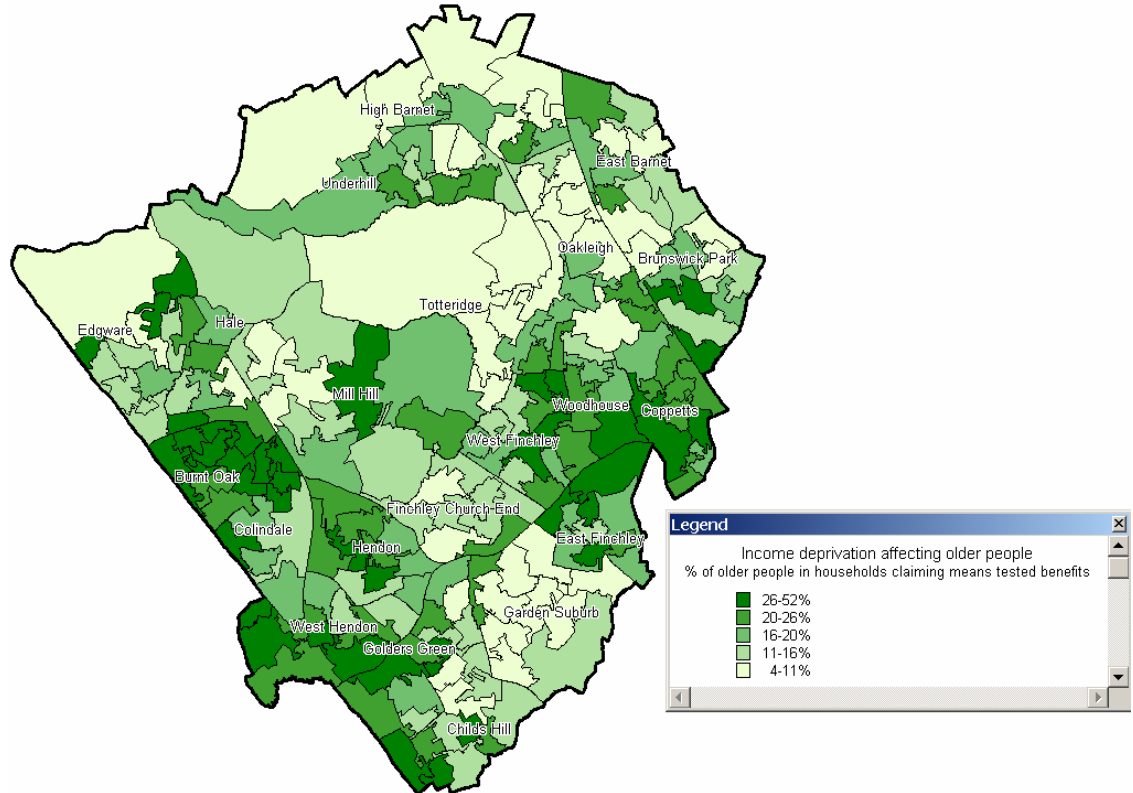 High Barnet
East Barnet
Underhill
Oakleigh
Brunswick Park
Totteridge
Edgware
Hale
Mill Hill
Woodhouse
Coppetts
West Finchley
Burnt Oak
Finchley Church End
Colindale
Hendon
East Finchley
Garden Suburb
West Hendon
Golders Green
Childs Hill
Legend
Income deprivation affecting older people
% of older people in households claiming means tested benefits
26-52%
20-26%
16-20%
11-16%
4-11%